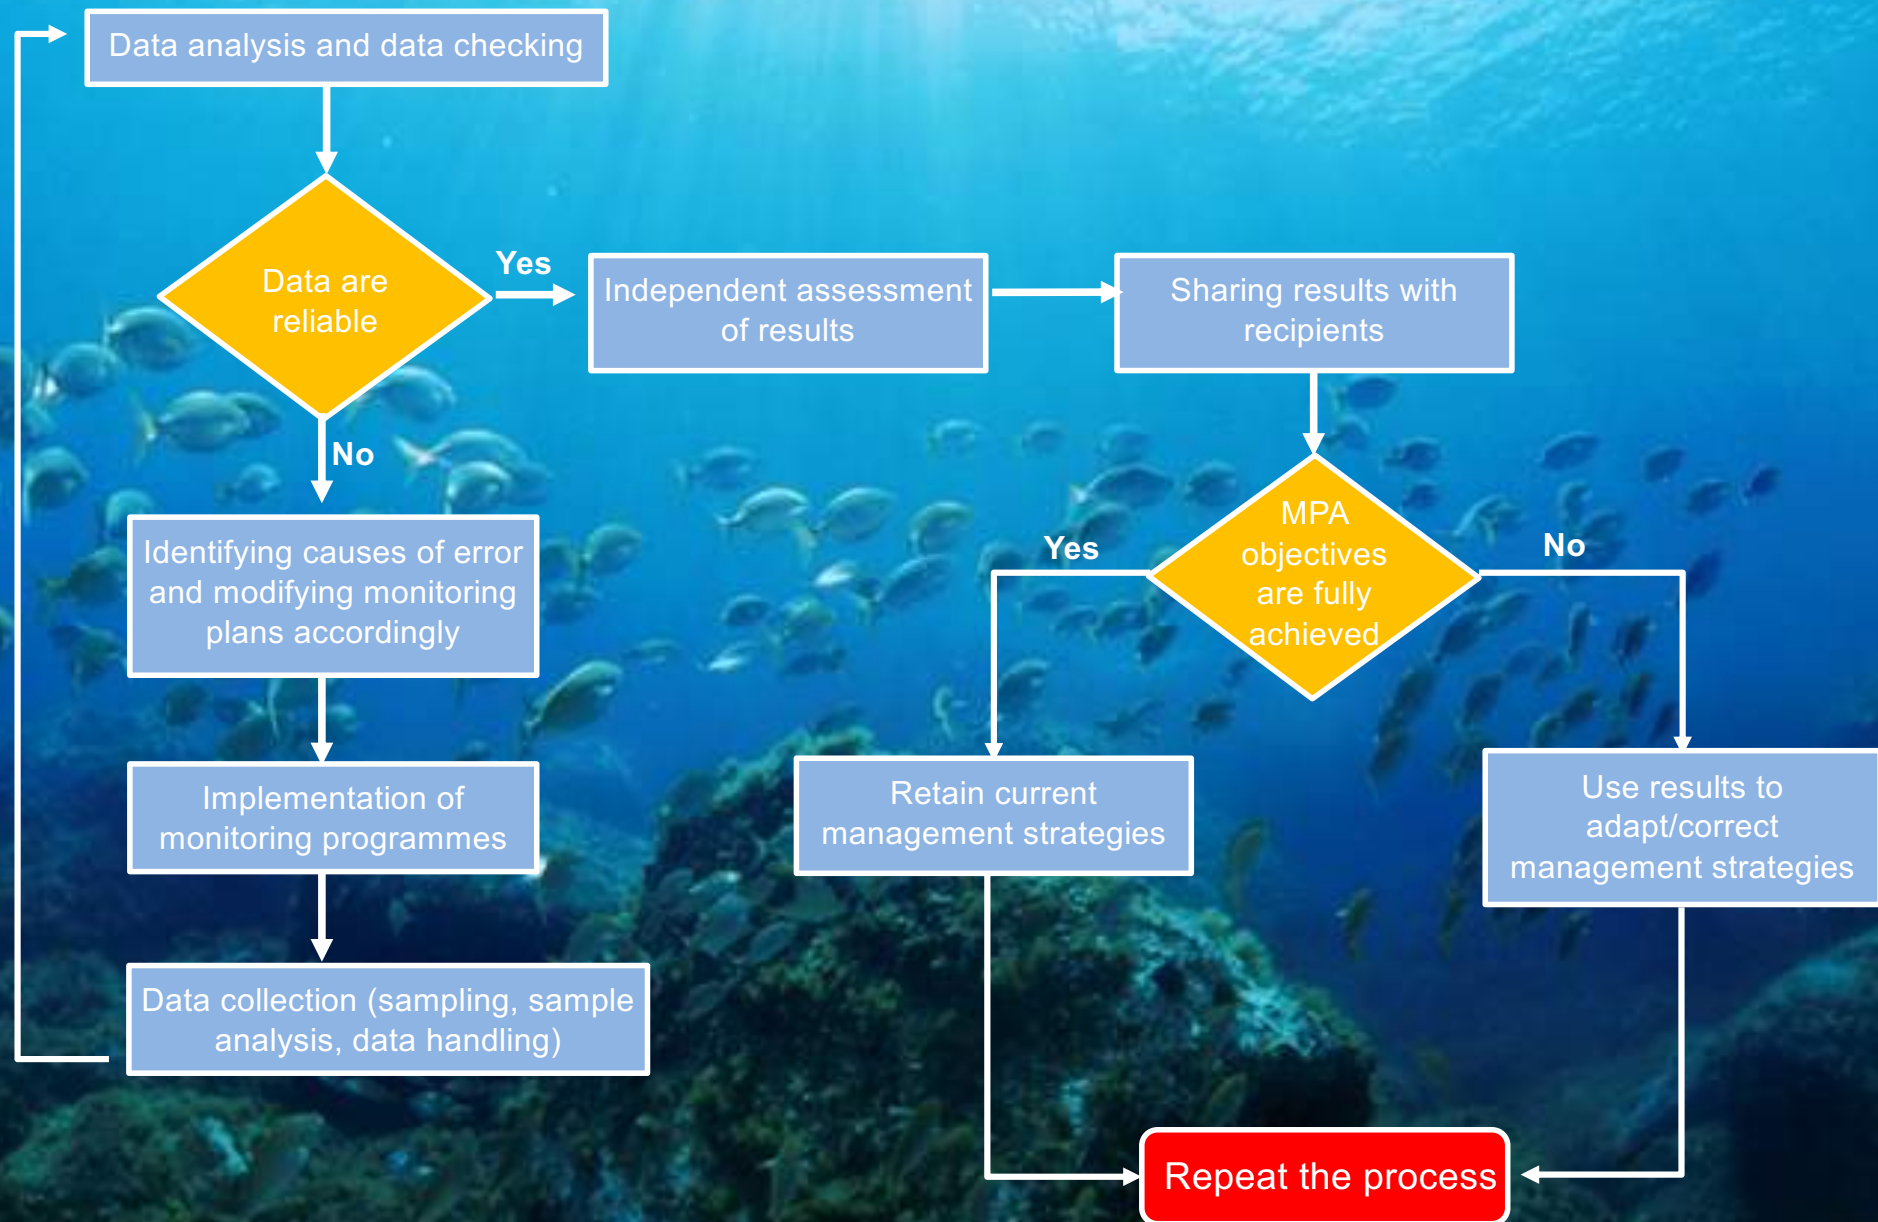 Data analysis and data checking
Data are
reliable
Yes
Independent assessment
of results
Sharing results with
recipients
No
Identifying causes of error
and modifying monitoring
plans accordingly
MPA
objectives
are fully
achieved
Yes
No
Implementation of
monitoring programmes
Retain current
management strategies
Use results to
adapt/correct
management strategies
Data collection (sampling, sample
analysis, data handling)
Repeat the process